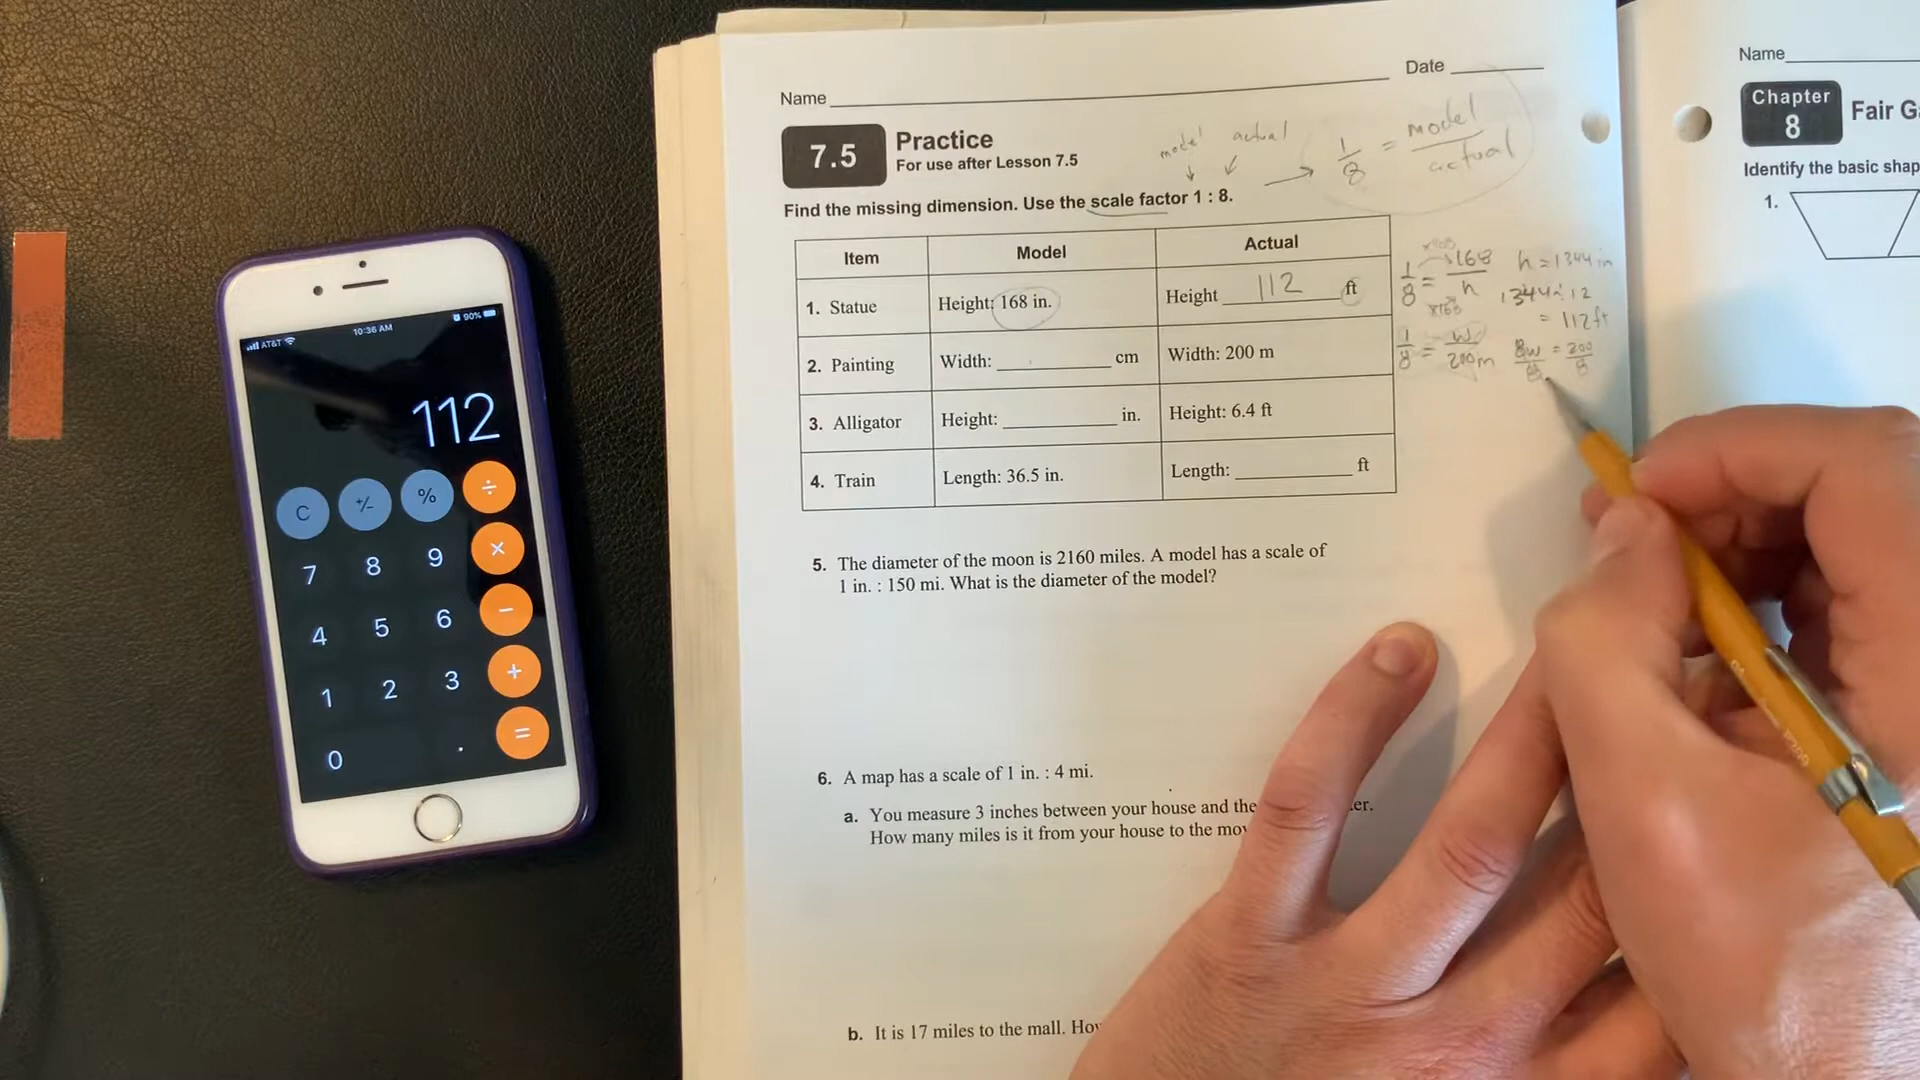 AT&T
10:36 AM
90%
112
C +/- % ÷
7 8 9 ×
4 5 6 −
1 2 3 +
0 . =
Name
Date
7.5
Practice
For use after Lesson 7.5
model actual
1/8 = model/actual
Find the missing dimension. Use the scale factor 1 : 8.
Item Model Actual
1. Statue Height: 168 in. Height 112 ft
2. Painting Width: cm Width: 200 m
3. Alligator Height: in. Height: 6.4 ft
4. Train Length: 36.5 in. Length: ft
×168
1/8 = 168/h h = 1344 in
×168
1344 ÷ 12
= 112 ft
1/8 = w/200m 8w/8 = 200/8
5. The diameter of the moon is 2160 miles. A model has a scale of
1 in. : 150 mi. What is the diameter of the model?
6. A map has a scale of 1 in. : 4 mi.
a. You measure 3 inches between your house and the
How many miles is it from your house to the
b. It is 17 miles to the mall.
Name
Chapter
8
Fair
Identify the basic
1.